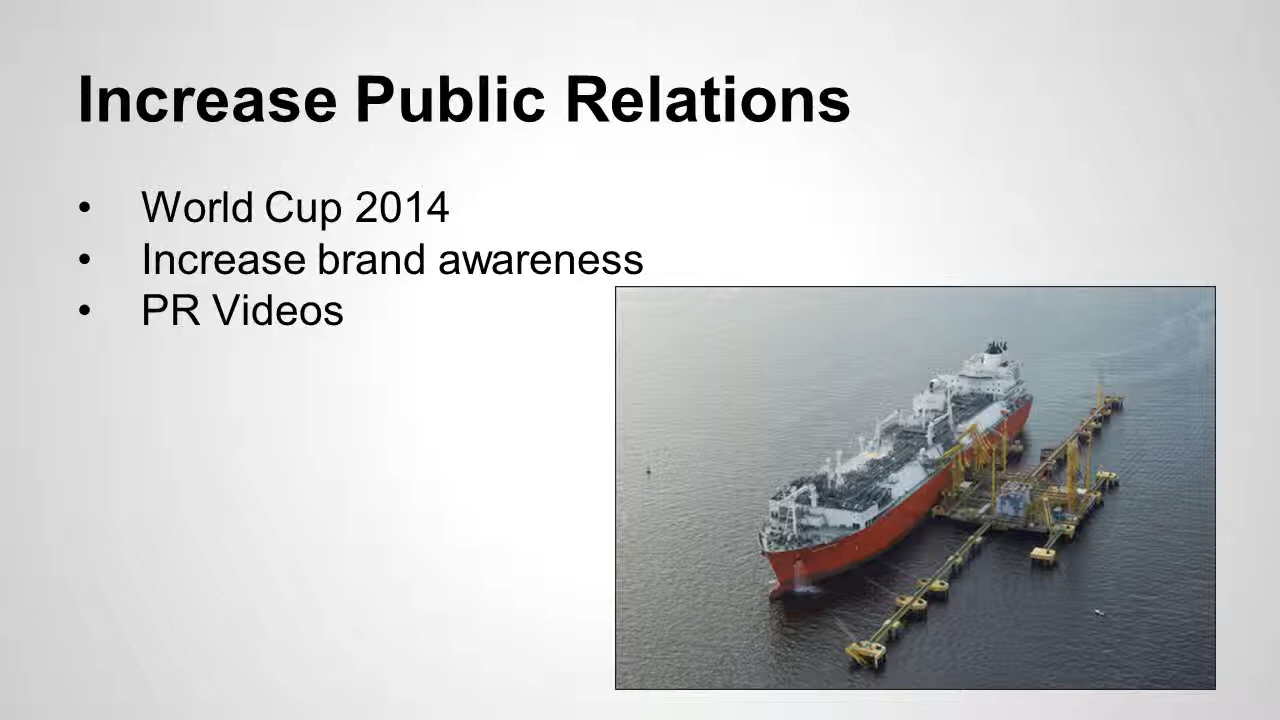 Increase Public Relations
• World Cup 2014
• Increase brand awareness
• PR Videos